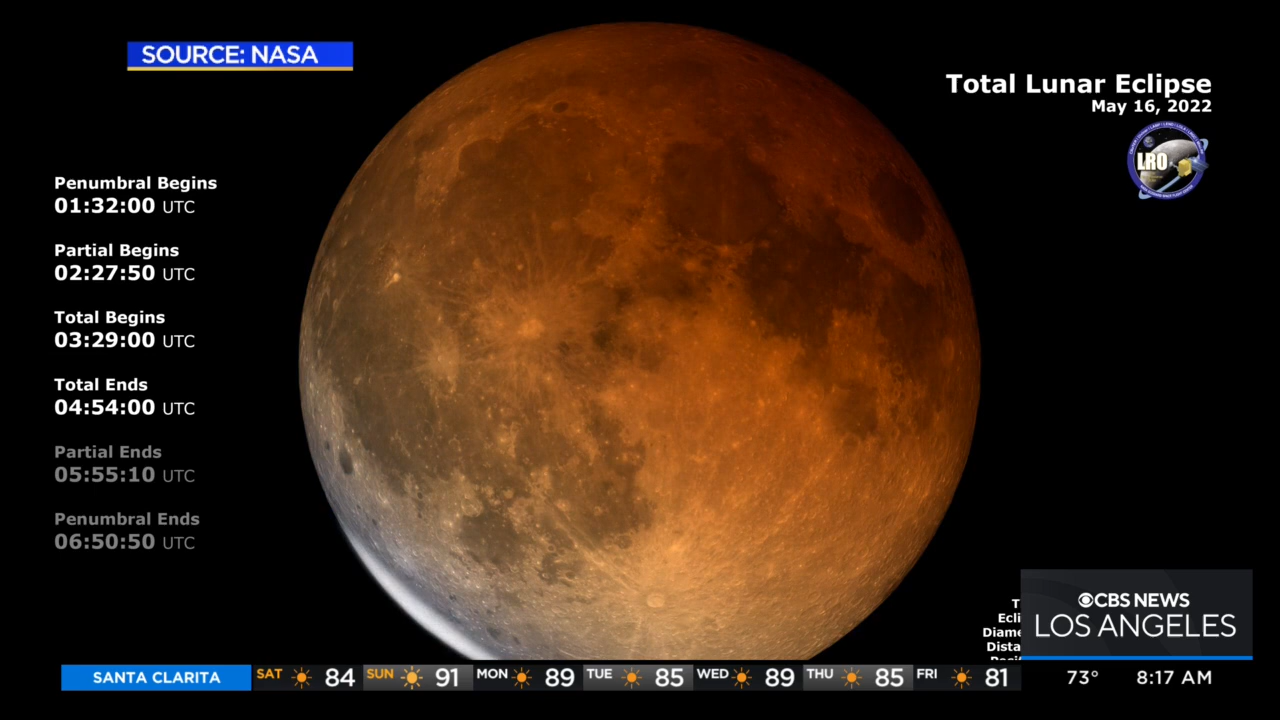 SOURCE: NASA
Total Lunar Eclipse
May 16, 2022
LRO
Penumbral Begins
01:32:00 UTC
Partial Begins
02:27:50 UTC
Total Begins
03:29:00 UTC
Total Ends
04:54:00 UTC
Partial Ends
05:55:10 UTC
Penumbral Ends
06:50:50 UTC
CBS NEWS
LOS ANGELES
SANTA CLARITA SAT 84 SUN 91 MON 89 TUE 85 WED 89 THU 85 FRI 81 73° 8:17 AM